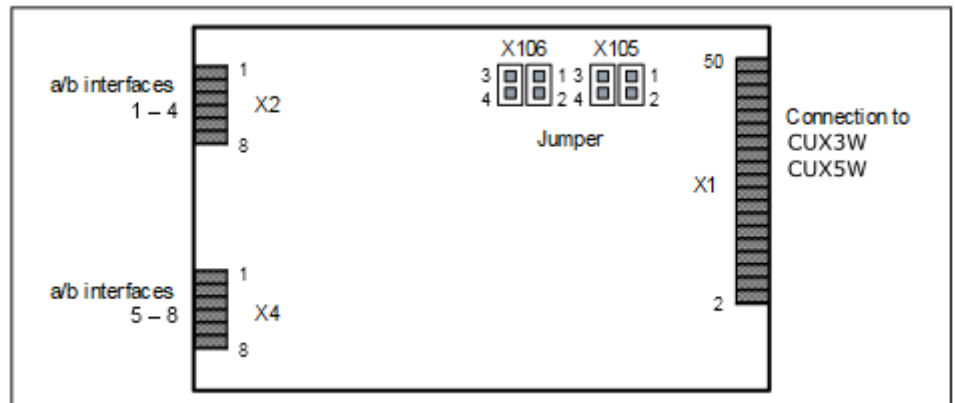 X106 X105
3 1 3 1
4 2 4 2
Jumper
a/b interfaces
1 – 4
1
X2
8
50
X1
2
Connection to
CUX3W
CUX5W
a/b interfaces
5 – 8
1
X4
8